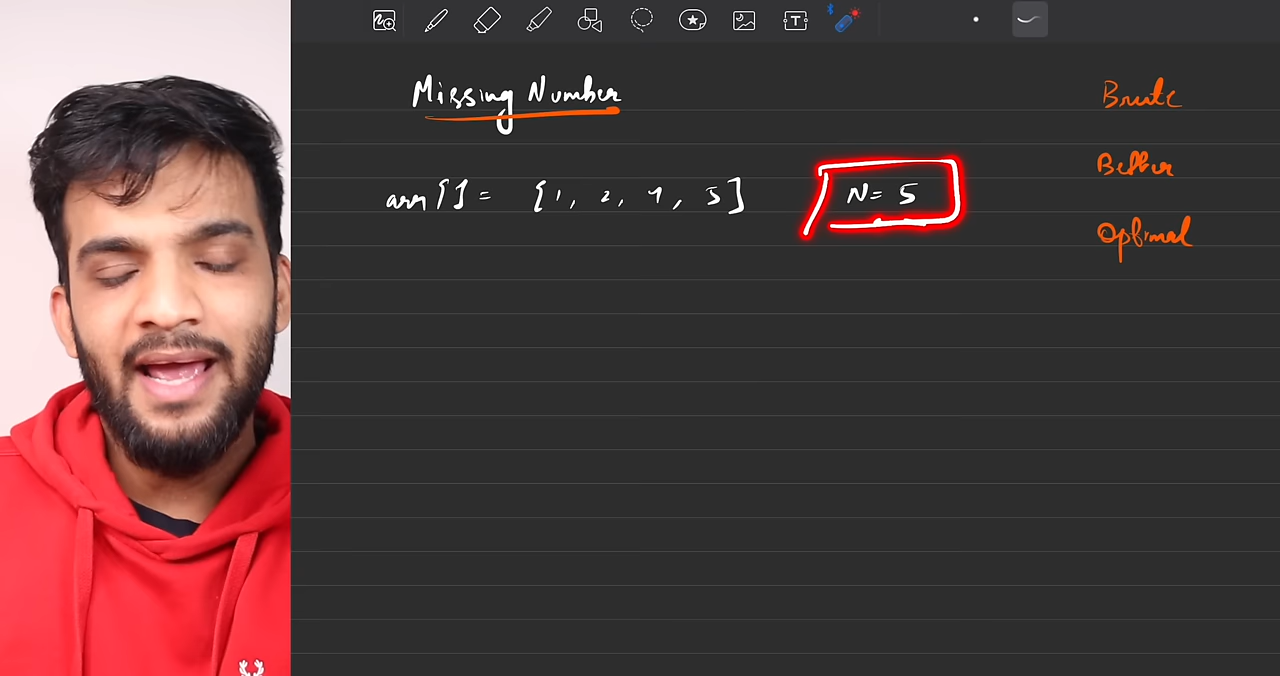 Missing Number
arr[] = {1, 2, 4, 5} N = 5
Brute
Better
Optimal